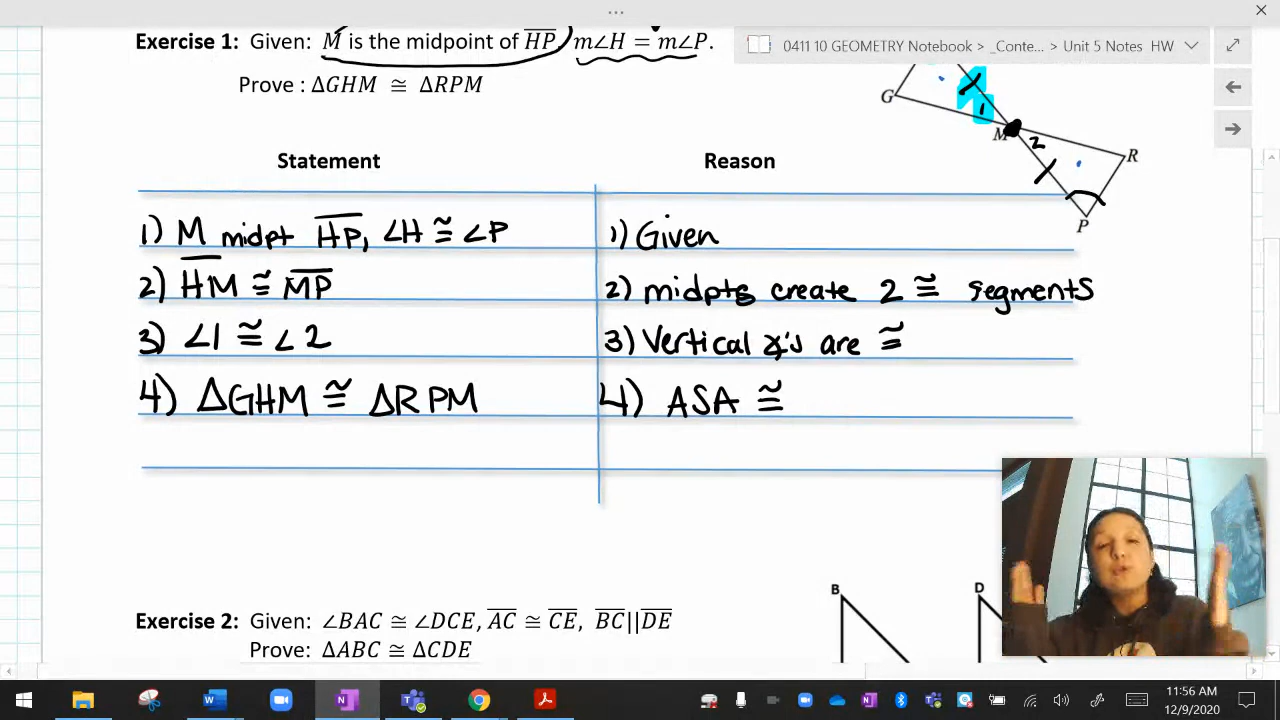 Exercise 1: Given: M is the midpoint of HP, m∠H = m∠P.
0411 10 GEOMETRY Notebook > _Conte... > Unit 5 Notes HW
Prove : ΔGHM ≅ ΔRPM
G
1
M
2
R
P
Statement
Reason
1) M midpt HP, ∠H ≅ ∠P
1) Given
2) HM ≅ MP
2) midpts create 2 ≅ segments
3) ∠1 ≅ ∠2
3) Vertical ∡'s are ≅
4) ΔGHM ≅ ΔRPM
4) ASA ≅
Exercise 2: Given: ∠BAC ≅ ∠DCE, AC ≅ CE, BC||DE
Prove: ΔABC ≅ ΔCDE
B
D
11:56 AM
12/9/2020